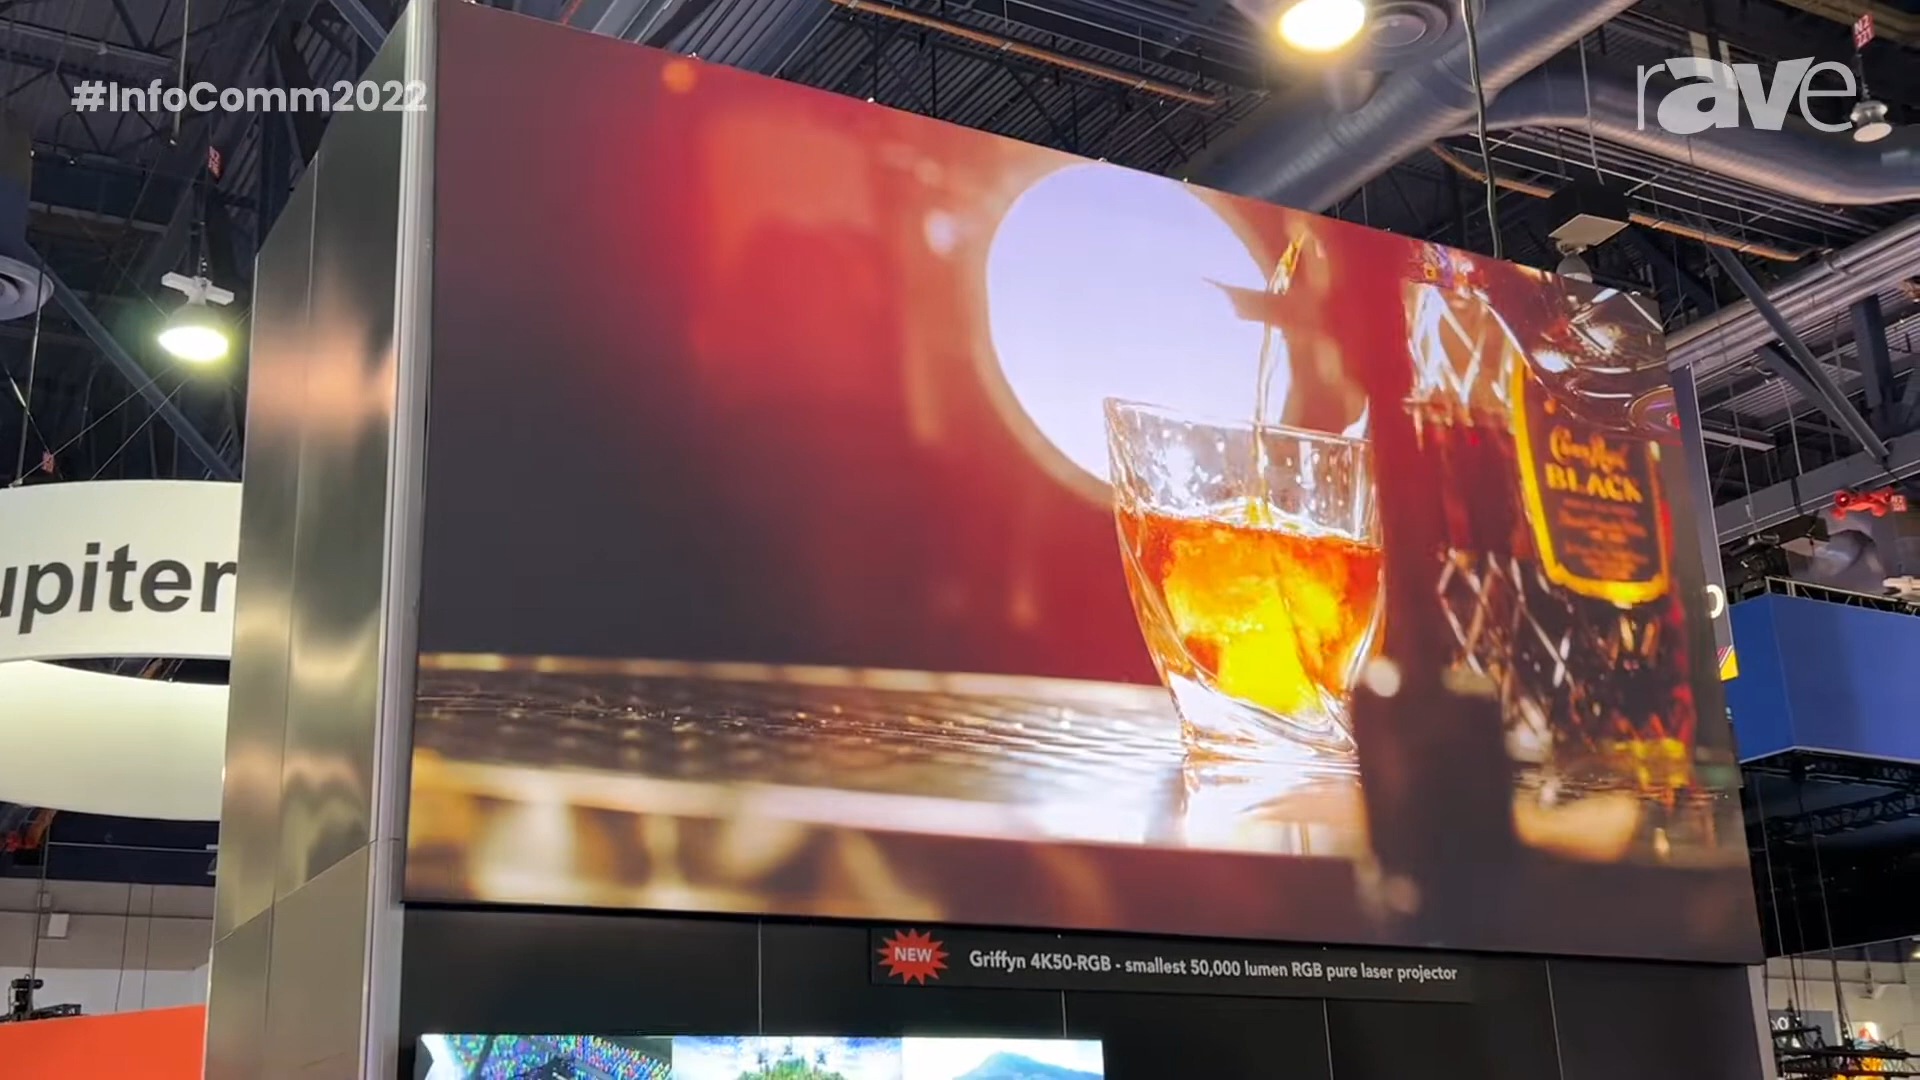 #InfoComm2022
rave
upiter
Crown Royal
BLACK
NEW
Griffyn 4K50-RGB - smallest 50,000 lumen RGB pure laser projector